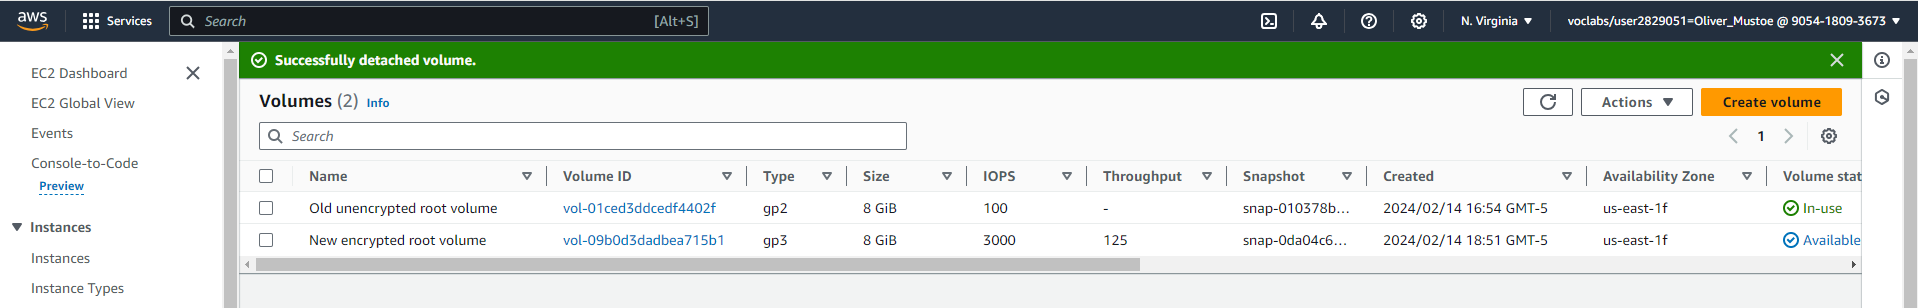 aws Services Search [Alt+S] N. Virginia voclabs/user2829051=Oliver_Mustoe @ 9054-1809-3673
EC2 Dashboard
EC2 Global View
Events
Console-to-Code
Preview
Instances
Instances
Instance Types
Successfully detached volume.
Volumes (2) Info Actions Create volume
Search 1
Name Volume ID Type Size IOPS Throughput Snapshot Created Availability Zone Volume stat
Old unencrypted root volume vol-01ced3ddcedf4402f gp2 8 GiB 100 - snap-010378b... 2024/02/14 16:54 GMT-5 us-east-1f In-use
New encrypted root volume vol-09b0d3dadbea715b1 gp3 8 GiB 3000 125 snap-0da04c6... 2024/02/14 18:51 GMT-5 us-east-1f Available